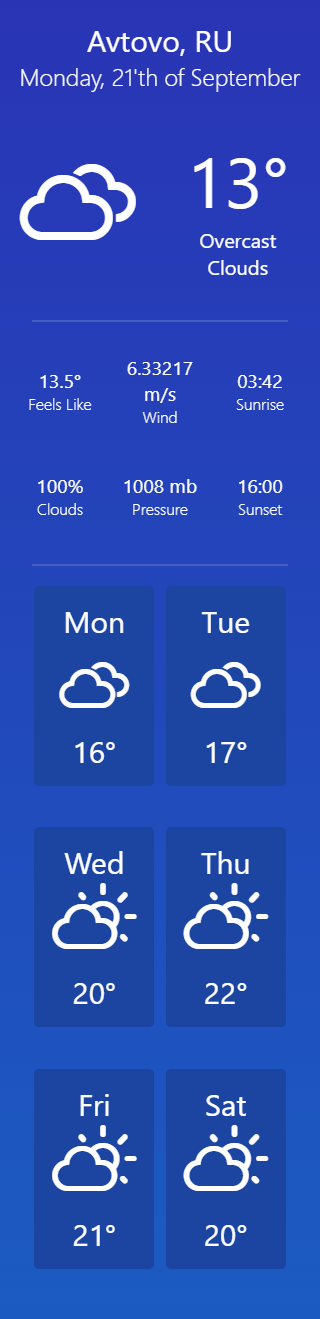 Avtovo, RU
Monday, 21'th of September
13°
Overcast
Clouds
13.5°
Feels Like
6.33217
m/s
Wind
03:42
Sunrise
100%
Clouds
1008 mb
Pressure
16:00
Sunset
Mon
16°
Tue
17°
Wed
20°
Thu
22°
Fri
21°
Sat
20°